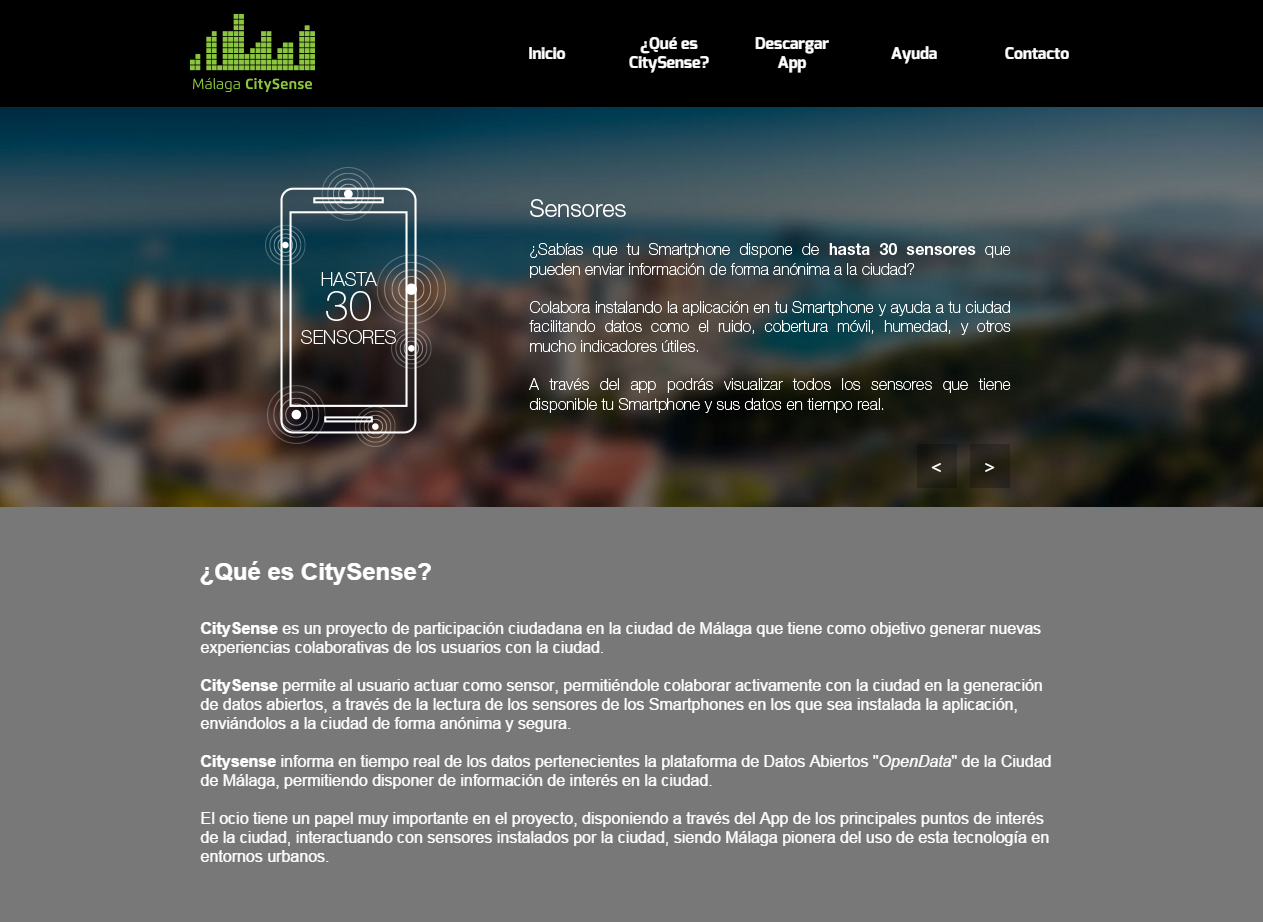 Málaga CitySense
Inicio
¿Qué es
CitySense?
Descargar
App
Ayuda
Contacto
HASTA
30
SENSORES
Sensores
¿Sabías que tu Smartphone dispone de hasta 30 sensores que
pueden enviar información de forma anónima a la ciudad?
Colabora instalando la aplicación en tu Smartphone y ayuda a tu ciudad
facilitando datos como el ruido, cobertura móvil, humedad, y otros
mucho indicadores útiles.
A través del app podrás visualizar todos los sensores que tiene
disponible tu Smartphone y sus datos en tiempo real.
< >
¿Qué es CitySense?
CitySense es un proyecto de participación ciudadana en la ciudad de Málaga que tiene como objetivo generar nuevas
experiencias colaborativas de los usuarios con la ciudad.
CitySense permite al usuario actuar como sensor, permitiéndole colaborar activamente con la ciudad en la generación
de datos abiertos, a través de la lectura de los sensores de los Smartphones en los que sea instalada la aplicación,
enviándolos a la ciudad de forma anónima y segura.
Citysense informa en tiempo real de los datos pertenecientes la plataforma de Datos Abiertos "OpenData" de la Ciudad
de Málaga, permitiendo disponer de información de interés en la ciudad.
El ocio tiene un papel muy importante en el proyecto, disponiendo a través del App de los principales puntos de interés
de la ciudad, interactuando con sensores instalados por la ciudad, siendo Málaga pionera del uso de esta tecnología en
entornos urbanos.